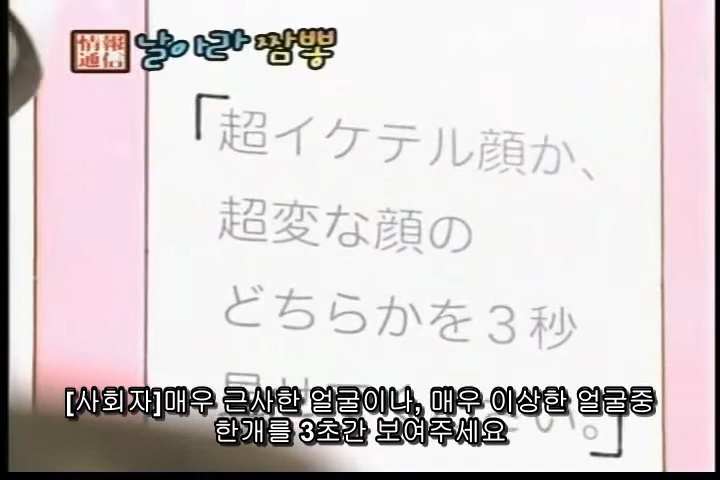 情報
通信
날아라 짬뽕
「超イケテル顔か、
超変な顔の
どちらかを3秒
[사회자]매우 근사한 얼굴이나, 매우 이상한 얼굴중
한개를 3초간 보여주세요
い。」